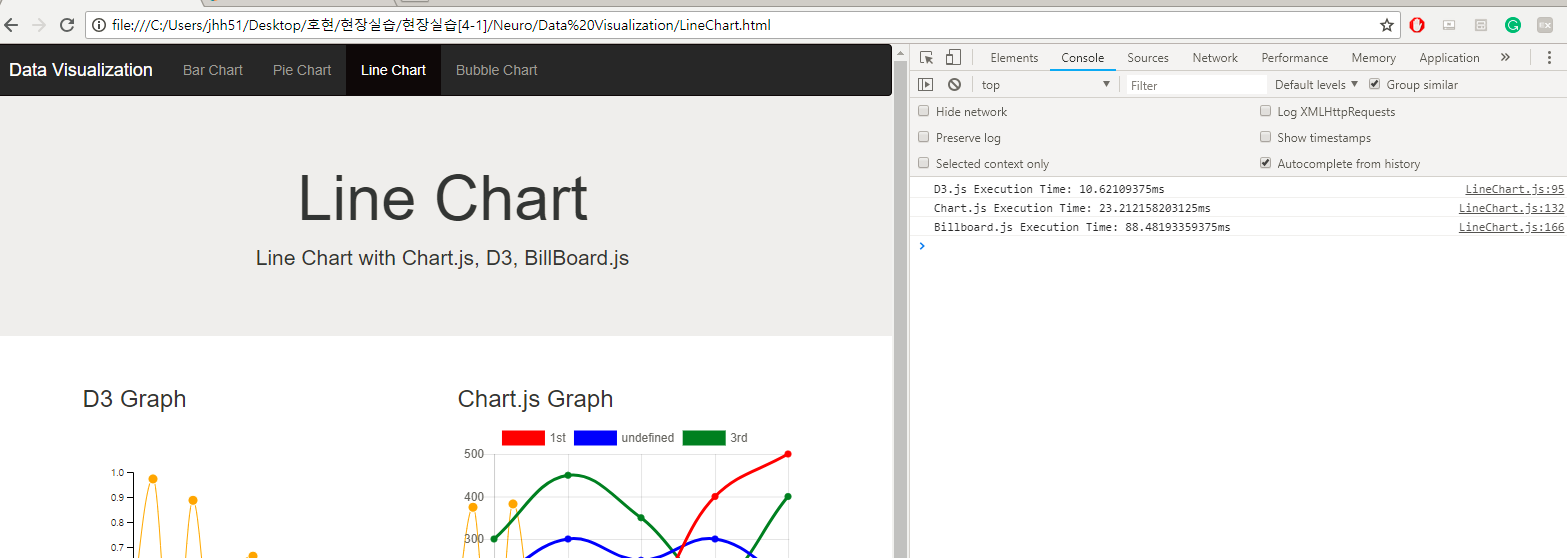 file:///C:/Users/jhh51/Desktop/호현/현장실습/현장실습[4-1]/Neuro/Data%20Visualization/LineChart.html
Data Visualization Bar Chart Pie Chart Line Chart Bubble Chart
Line Chart
Line Chart with Chart.js, D3, BillBoard.js
D3 Graph
1.0
0.9
0.8
0.7
Chart.js Graph
1st undefined 3rd
500
400
300
Elements Console Sources Network Performance Memory Application »
top Filter Default levels Group similar
Hide network Log XMLHttpRequests
Preserve log Show timestamps
Selected context only Autocomplete from history
D3.js Execution Time: 10.62109375ms LineChart.js:95
Chart.js Execution Time: 23.212158203125ms LineChart.js:132
Billboard.js Execution Time: 88.48193359375ms LineChart.js:166